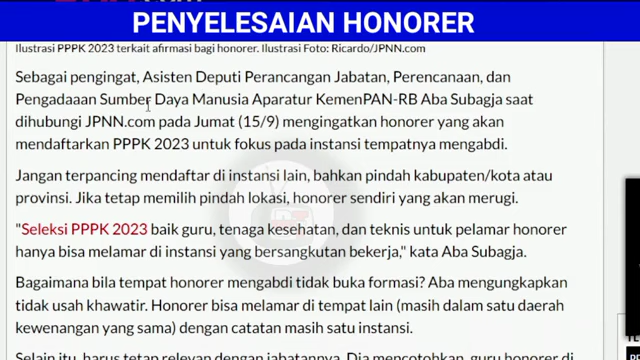 PENYELESAIAN HONORER
Ilustrasi PPPK 2023 terkait afirmasi bagi honorer. Ilustrasi Foto: Ricardo/JPNN.com
Sebagai pengingat, Asisten Deputi Perancangan Jabatan, Perencanaan, dan
Pengadaaan Sumber Daya Manusia Aparatur KemenPAN-RB Aba Subagja saat
dihubungi JPNN.com pada Jumat (15/9) mengingatkan honorer yang akan
mendaftarkan PPPK 2023 untuk fokus pada instansi tempatnya mengabdi.
Jangan terpancing mendaftar di instansi lain, bahkan pindah kabupaten/kota atau
provinsi. Jika tetap memilih pindah lokasi, honorer sendiri yang akan merugi.
"Seleksi PPPK 2023 baik guru, tenaga kesehatan, dan teknis untuk pelamar honorer
hanya bisa melamar di instansi yang bersangkutan bekerja," kata Aba Subagja.
Bagaimana bila tempat honorer mengabdi tidak buka formasi? Aba mengungkapkan
tidak usah khawatir. Honorer bisa melamar di tempat lain (masih dalam satu daerah
kewenangan yang sama) dengan catatan masih satu instansi.
Selain itu, harus tetap relevan dengan jabatannya. Dia mencotohkan, guru honorer di